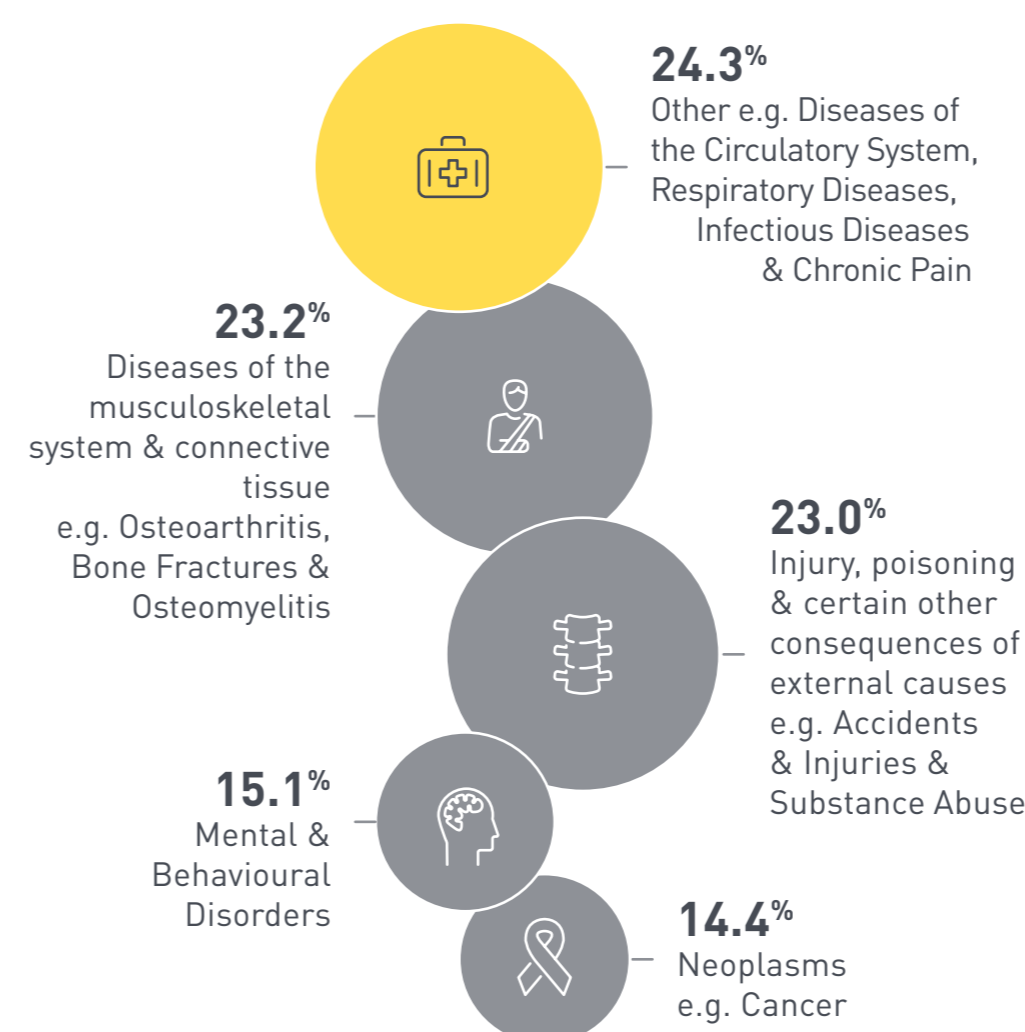 24.3%
Other e.g. Diseases of
the Circulatory System,
Respiratory Diseases,
Infectious Diseases
& Chronic Pain
23.2%
Diseases of the
musculoskeletal
system & connective
tissue
e.g. Osteoarthritis,
Bone Fractures &
Osteomyelitis
23.0%
Injury, poisoning
& certain other
consequences of
external causes
e.g. Accidents
& Injuries &
Substance Abuse
15.1%
Mental &
Behavioural
Disorders
14.4%
Neoplasms
e.g. Cancer